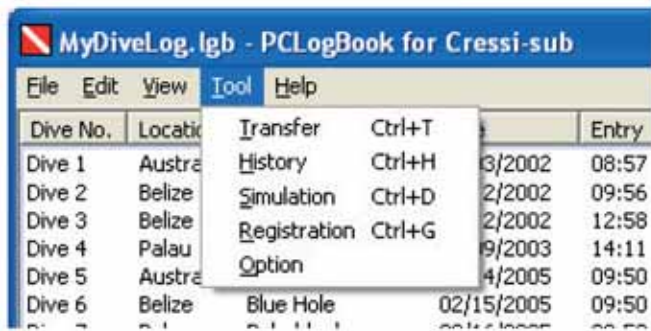 MyDiveLog.lgb - PCLogBook for Cressi-sub
File Edit View Tool Help
Dive No. Entry
Transfer Ctrl+T
History Ctrl+H
Simulation Ctrl+D
Registration Ctrl+G
Option
Dive 1 08:57
Dive 2 Belize 09:56
Dive 3 Belize 12:58
Dive 4 Palau 14:11
Dive 5 09:50
Dive 6 Belize Blue Hole 02/15/2005 09:50